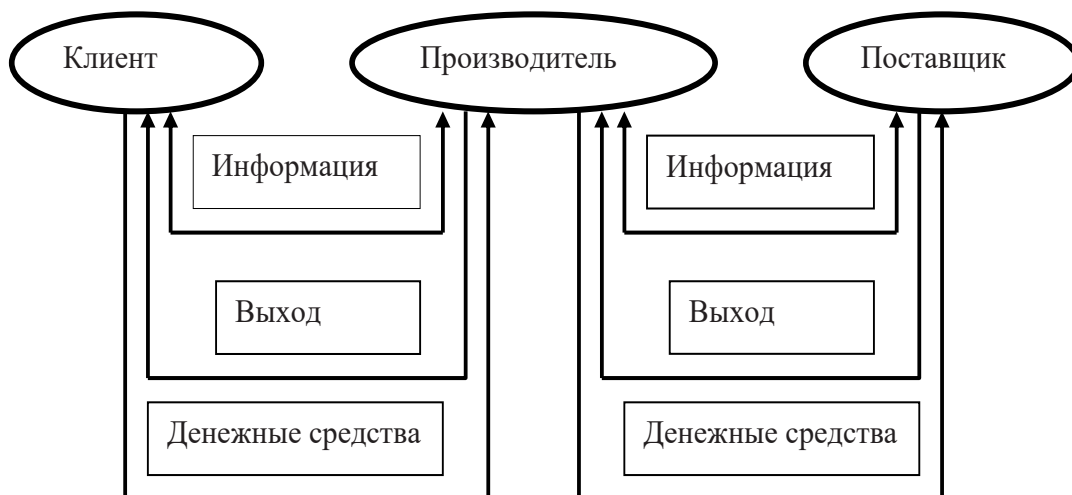 Клиент
Производитель
Поставщик
Информация
Информация
Выход
Выход
Денежные средства
Денежные средства